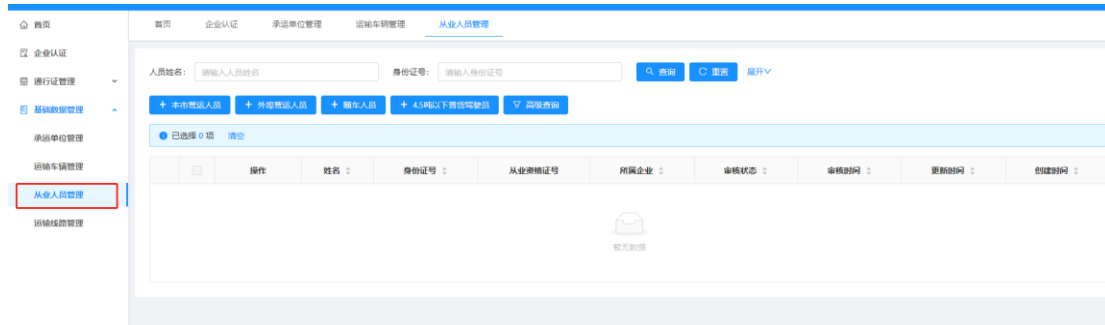 首页
企业认证
通行证管理
基础数据管理
承运单位管理
运输车辆管理
从业人员管理
运输线路管理
首页 企业认证 承运单位管理 运输车辆管理 从业人员管理
人员姓名： 请输入人员姓名 身份证号： 请输入身份证号 查询 重置 展开
+ 本市营运人员 + 外埠营运人员 + 随车人员 + 4.5吨以下普货驾驶员 高级查询
已选择 0 项 清空
操作 姓名 身份证号 从业资格证号 所属企业 审核状态 审核时间 更新时间 创建时间
暂无数据